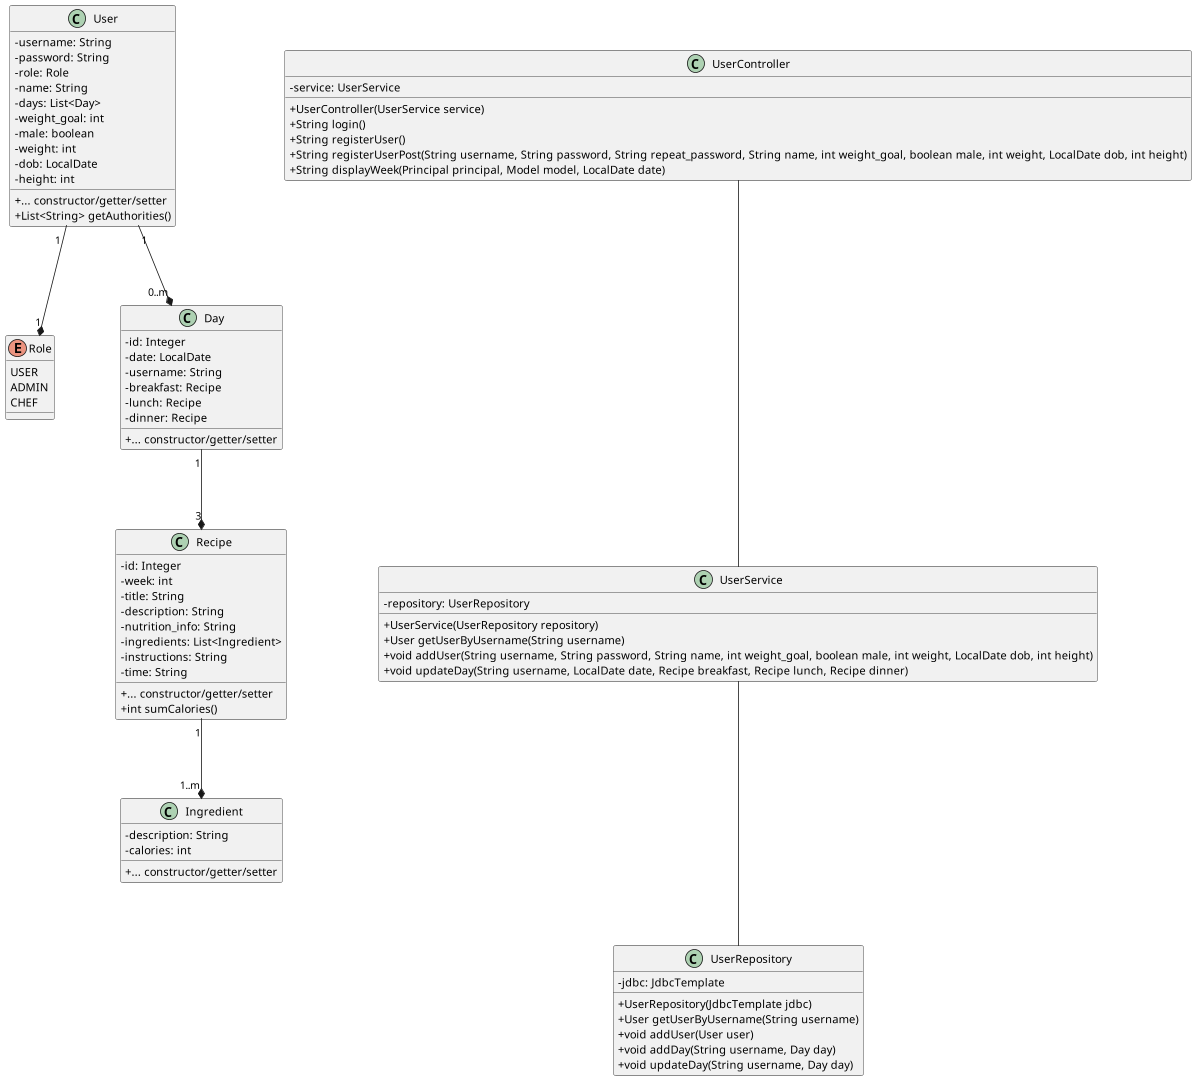 C User
-username: String
-password: String
-role: Role
-name: String
-days: List<Day>
-weight_goal: int
-male: boolean
-weight: int
-dob: LocalDate
-height: int
+... constructor/getter/setter
+List<String> getAuthorities()
C UserController
-service: UserService
+UserController(UserService service)
+String login()
+String registerUser()
+String registerUserPost(String username, String password, String repeat_password, String name, int weight_goal, boolean male, int weight, LocalDate dob, int height)
+String displayWeek(Principal principal, Model model, LocalDate date)
1
1
1
0..m
E Role
USER
ADMIN
CHEF
C Day
-id: Integer
-date: LocalDate
-username: String
-breakfast: Recipe
-lunch: Recipe
-dinner: Recipe
+... constructor/getter/setter
1
3
C Recipe
-id: Integer
-week: int
-title: String
-description: String
-nutrition_info: String
-ingredients: List<Ingredient>
-instructions: String
-time: String
+... constructor/getter/setter
+int sumCalories()
C UserService
-repository: UserRepository
+UserService(UserRepository repository)
+User getUserByUsername(String username)
+void addUser(String username, String password, String name, int weight_goal, boolean male, int weight, LocalDate dob, int height)
+void updateDay(String username, LocalDate date, Recipe breakfast, Recipe lunch, Recipe dinner)
1
1..m
C Ingredient
-description: String
-calories: int
+... constructor/getter/setter
C UserRepository
-jdbc: JdbcTemplate
+UserRepository(JdbcTemplate jdbc)
+User getUserByUsername(String username)
+void addUser(User user)
+void addDay(String username, Day day)
+void updateDay(String username, Day day)